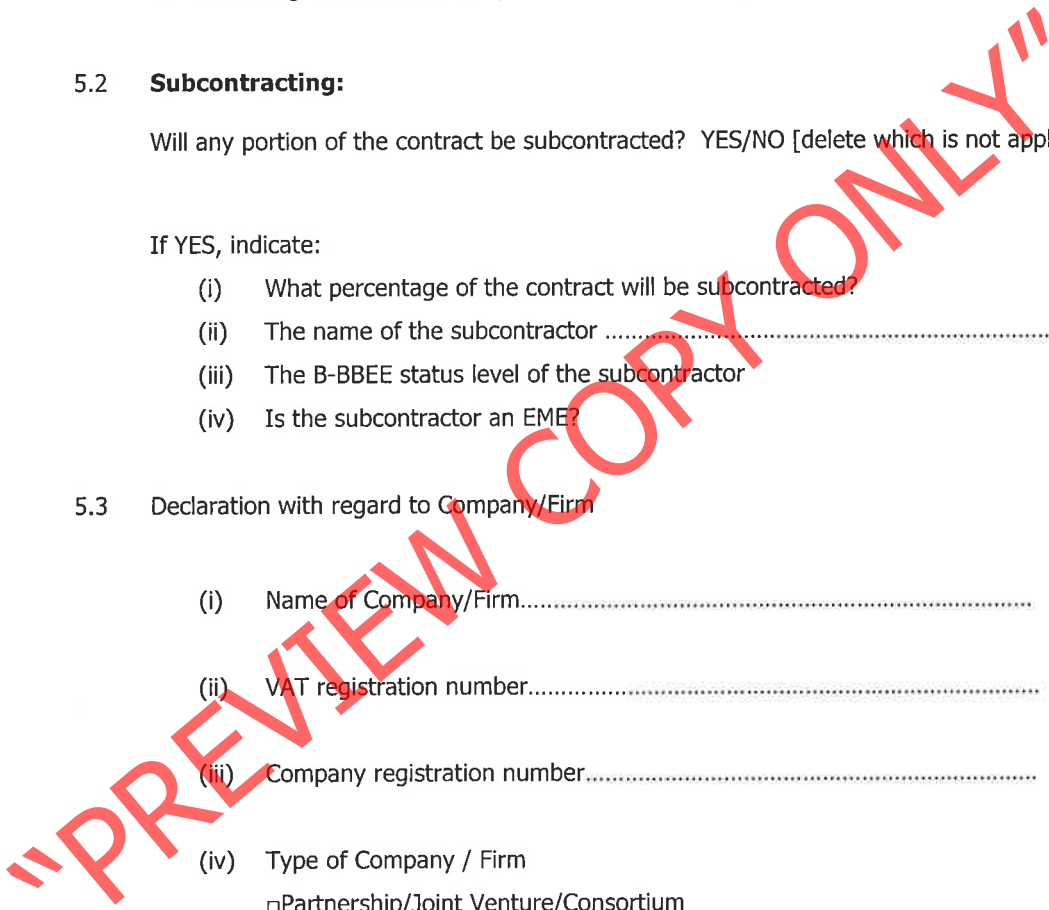 5.2 Subcontracting:
Will any portion of the contract be subcontracted? YES/NO [delete which is not
If YES, indicate:
(i) What percentage of the contract will be subcontracted?
(ii) The name of the subcontractor ............................................................
(iii) The B-BBEE status level of the subcontractor
(iv) Is the subcontractor an EME?
5.3 Declaration with regard to Company/Firm
(i) Name of Company/Firm............................................................
(ii) VAT registration number............................................................
(iii) Company registration number............................................................
(iv) Type of Company / Firm
□Partnership/Joint Venture/Consortium
"PREVIEW COPY ONLY"